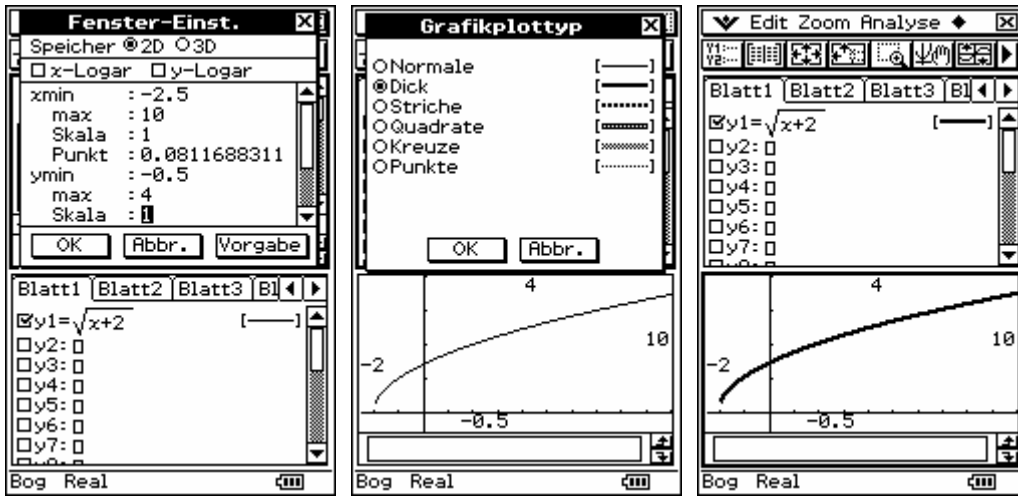 Fenster-Einst.
Speicher 2D 3D
x-Logar y-Logar
xmin :-2.5
max :10
Skala :1
Punkt :0.0811688311
ymin :-0.5
max :4
Skala :1
OK Abbr. Vorgabe
Blatt1 Blatt2 Blatt3 Bl
y1=√x+2 [——]
y2:
y3:
y4:
y5:
y6:
y7:
Bog Real
Grafikplottyp
Normale
Dick
Striche
Quadrate
Kreuze
Punkte
OK Abbr.
4
10
-2
-0.5
Bog Real
Edit Zoom Analyse
Y1:
Y2:
Blatt1 Blatt2 Blatt3 Bl
y1=√x+2 [——]
y2:
y3:
y4:
y5:
y6:
y7:
4
10
-2
-0.5
Bog Real